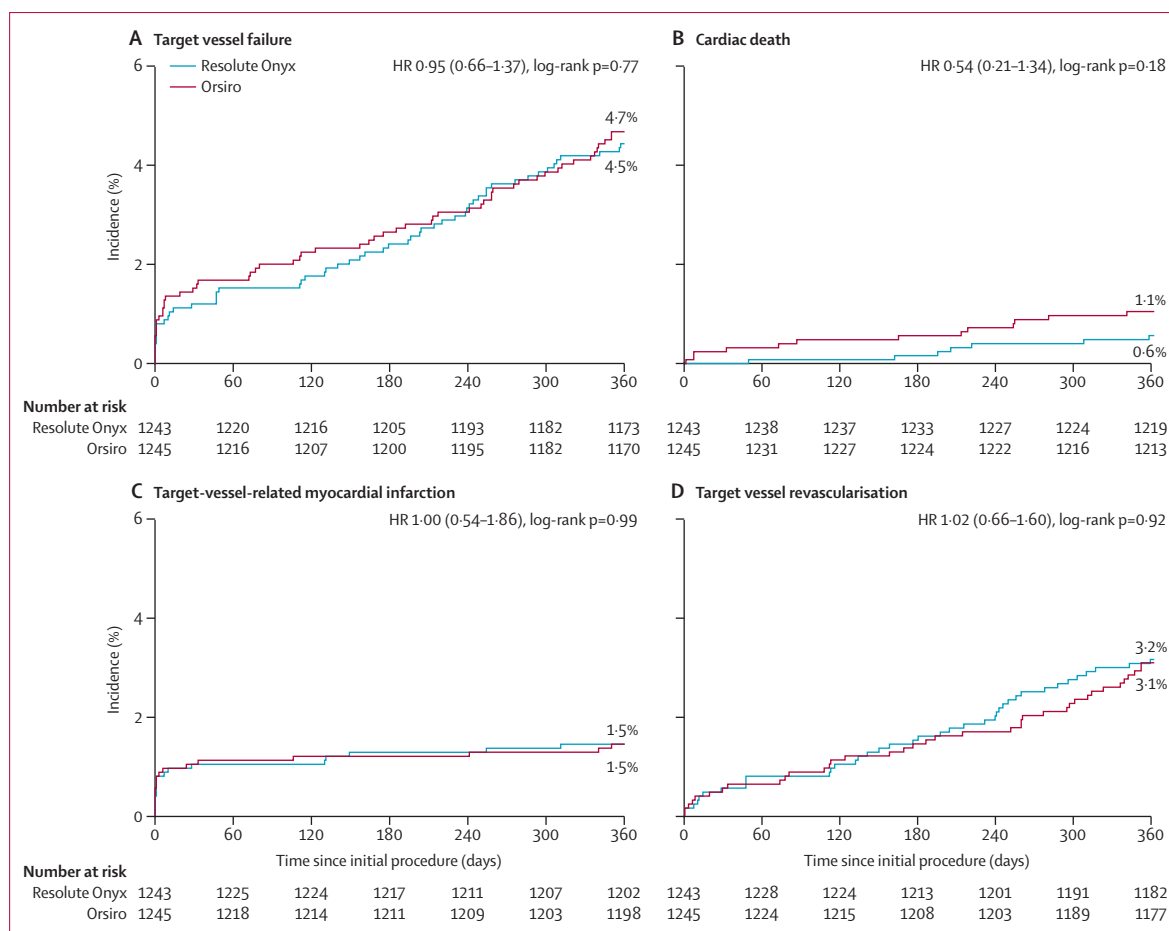 A Target vessel failure
HR 0·95 (0·66–1·37), log-rank p=0·77
Resolute Onyx
Orsiro
Incidence (%)
6
4
2
0
4·7%
4·5%
0 60 120 180 240 300 360
B Cardiac death
HR 0·54 (0·21–1·34), log-rank p=0·18
1·1%
0·6%
0 60 120 180 240 300 360
Number at risk
Resolute Onyx 1243 1220 1216 1205 1193 1182 1173 1243 1238 1237 1233 1227 1224 1219
Orsiro 1245 1216 1207 1200 1195 1182 1170 1245 1231 1227 1224 1222 1216 1213
C Target-vessel-related myocardial infarction
HR 1·00 (0·54–1·86), log-rank p=0·99
Incidence (%)
6
4
2
0
1·5%
1·5%
0 60 120 180 240 300 360
Time since initial procedure (days)
D Target vessel revascularisation
HR 1·02 (0·66–1·60), log-rank p=0·92
3·2%
3·1%
0 60 120 180 240 300 360
Time since initial procedure (days)
Number at risk
Resolute Onyx 1243 1225 1224 1217 1211 1207 1202 1243 1228 1224 1213 1201 1191 1182
Orsiro 1245 1218 1214 1211 1209 1203 1198 1245 1224 1215 1208 1203 1189 1177